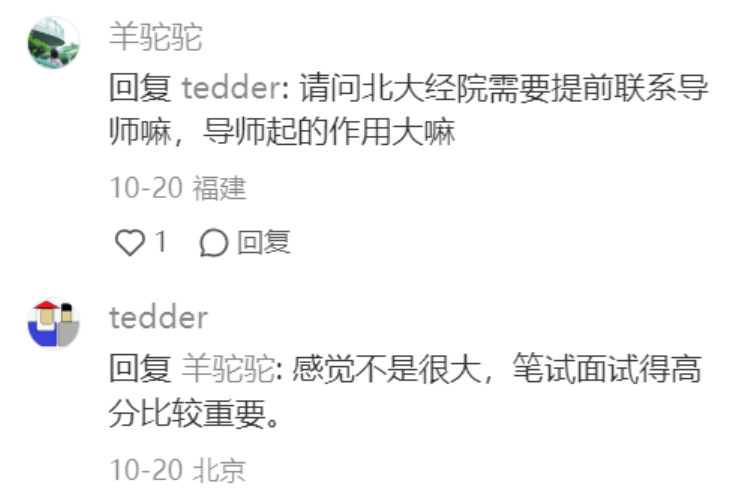 羊驼驼
回复 tedder: 请问北大经院需要提前联系导
师嘛，导师起的作用大嘛
10-20 福建
1 回复
tedder
回复 羊驼驼: 感觉不是很大，笔试面试得高
分比较重要。
10-20 北京